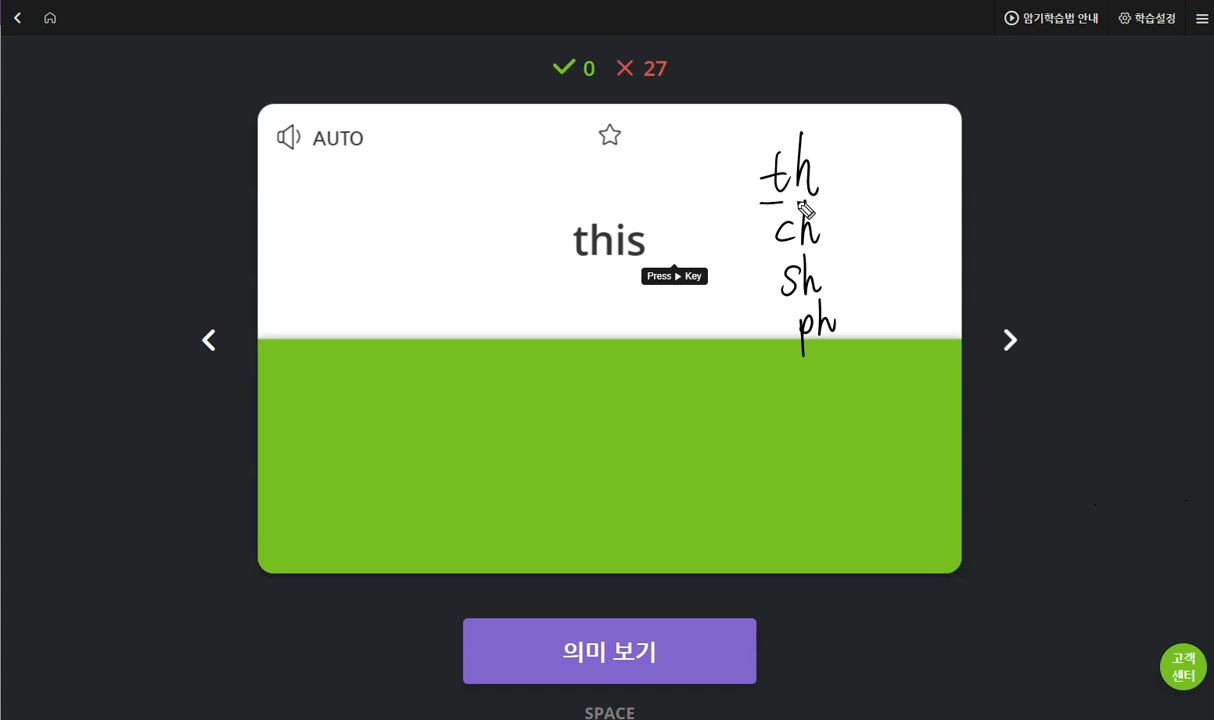 암기학습법 안내 학습설정
0 27
AUTO
this
Press ▶ Key
th
ch
sh
ph
의미 보기
SPACE
고객
센터